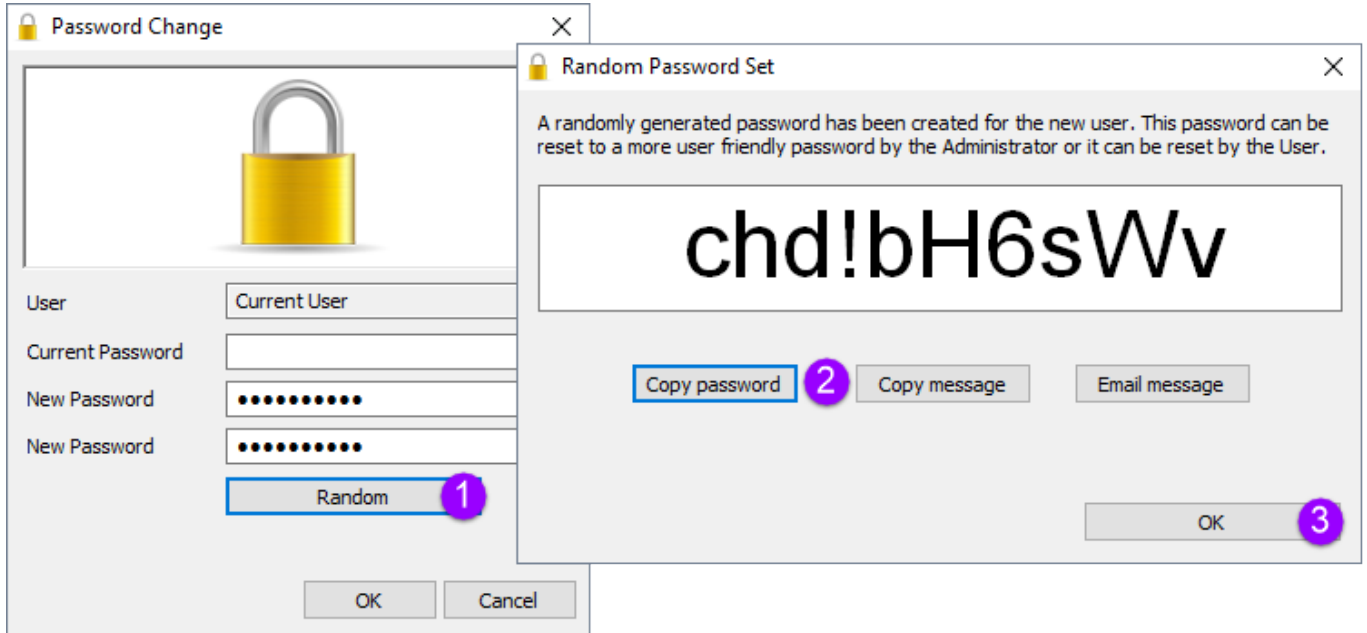 Password Change
User
Current User
Current Password
New Password
●●●●●●●●●●
New Password
●●●●●●●●●●
Random
1
OK
Cancel
Random Password Set
A randomly generated password has been created for the new user. This password can be
reset to a more user friendly password by the Administrator or it can be reset by the User.
chd!bH6sWv
Copy password
2
Copy message
Email message
OK
3